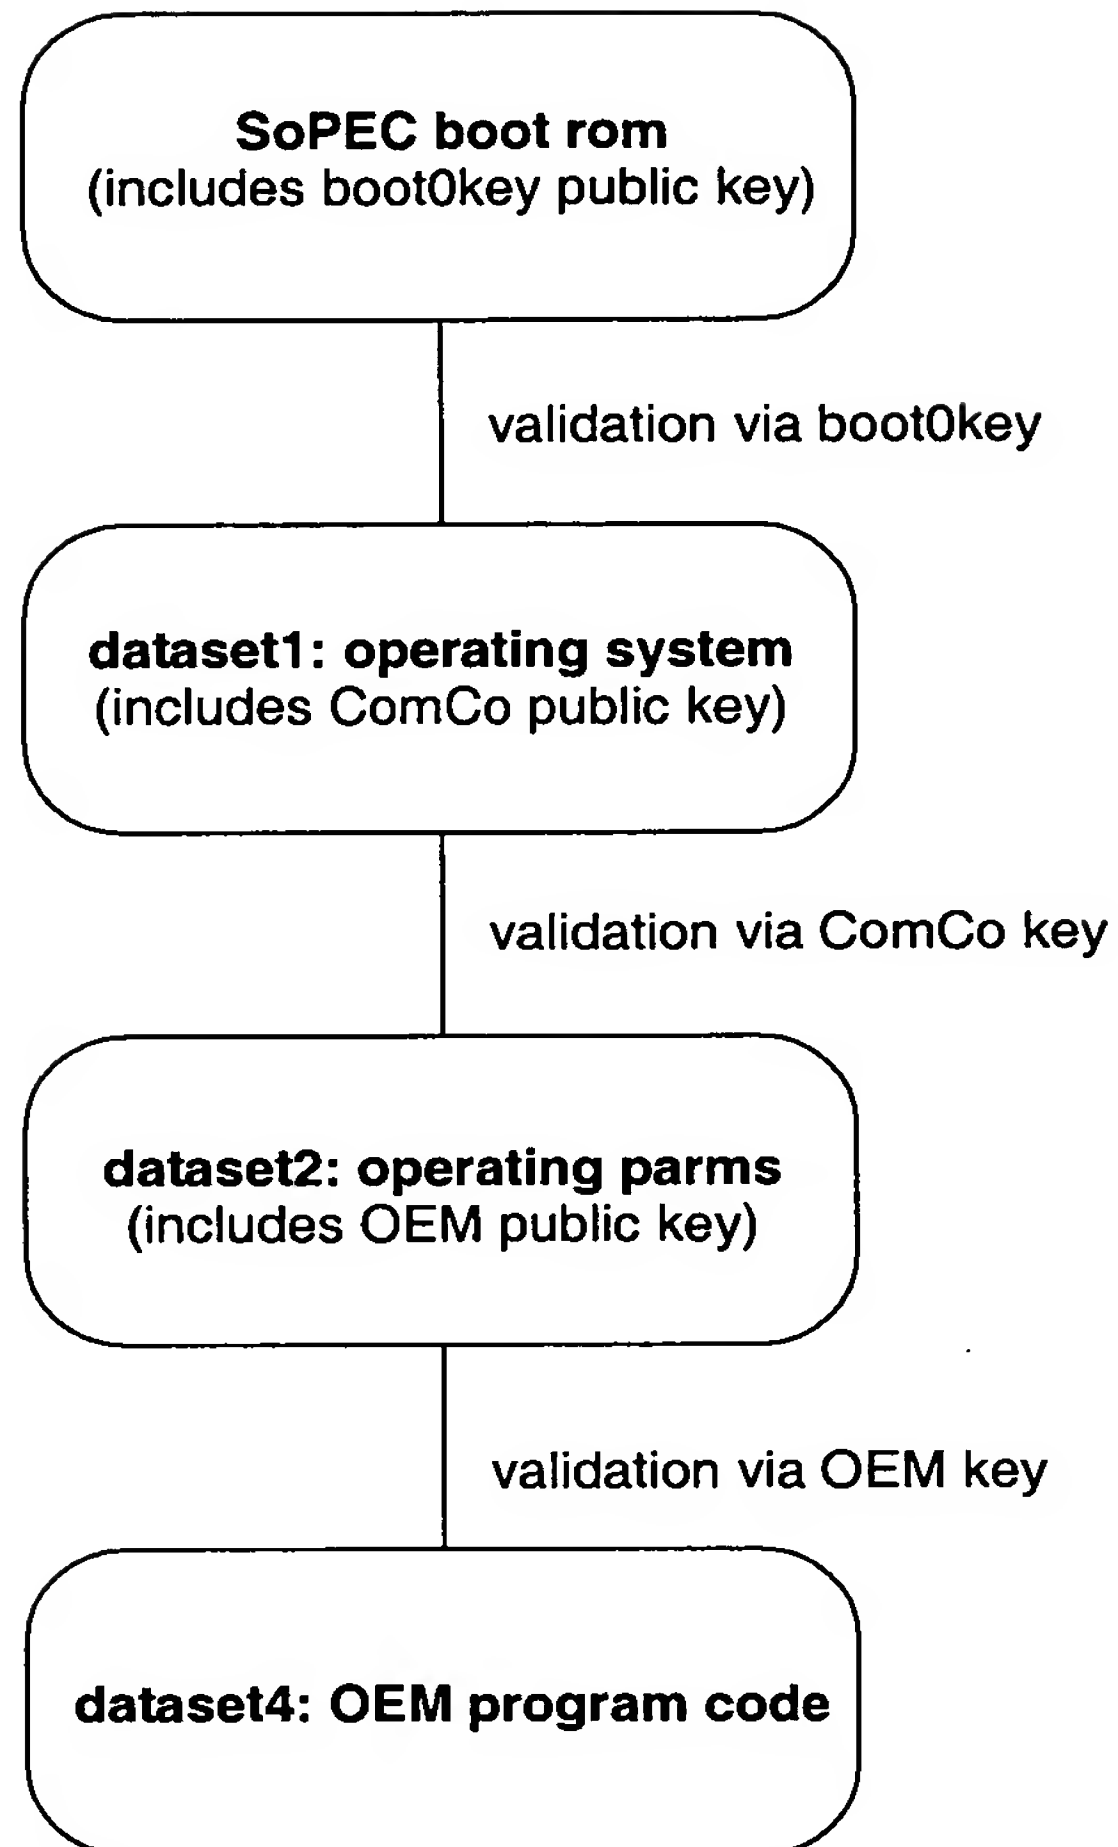 SoPEC boot rom
(includes boot0key public key)
validation via boot0key
dataset1: operating system
(includes ComCo public key)
validation via ComCo key
dataset2: operating parms
(includes OEM public key)
validation via OEM key
dataset4: OEM program code